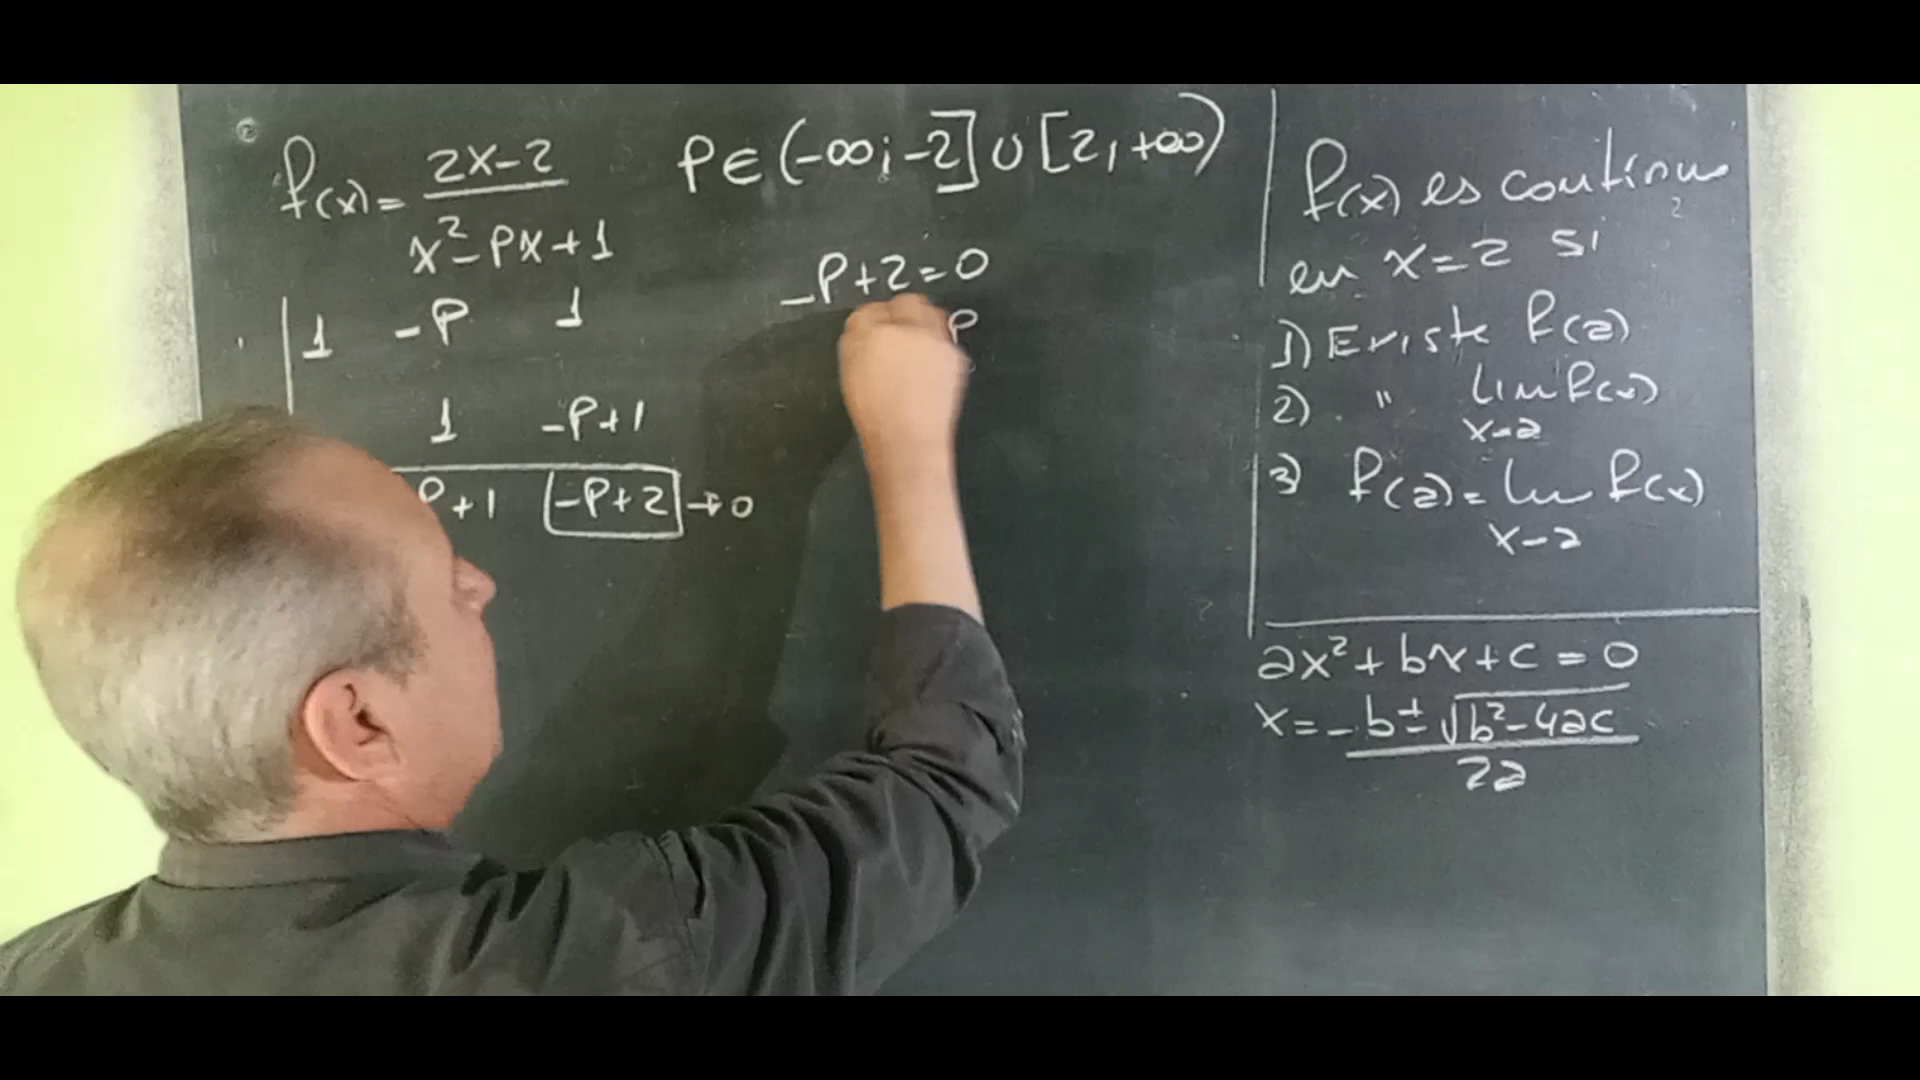 f(x) = 2x-2
x²-Px+1
P∈(-∞;-2]∪[2,+∞)
1 -P 1
1 -P+1
P+1 -P+2 → 0
-P+2=0
P
f(x) es continua
en x=2 si
1) Existe f(2)
2) " Lim f(x)
x→2
3) f(2)= Lim f(x)
x→2
ax²+bx+c=0
x=-b±√b²-4ac
2a